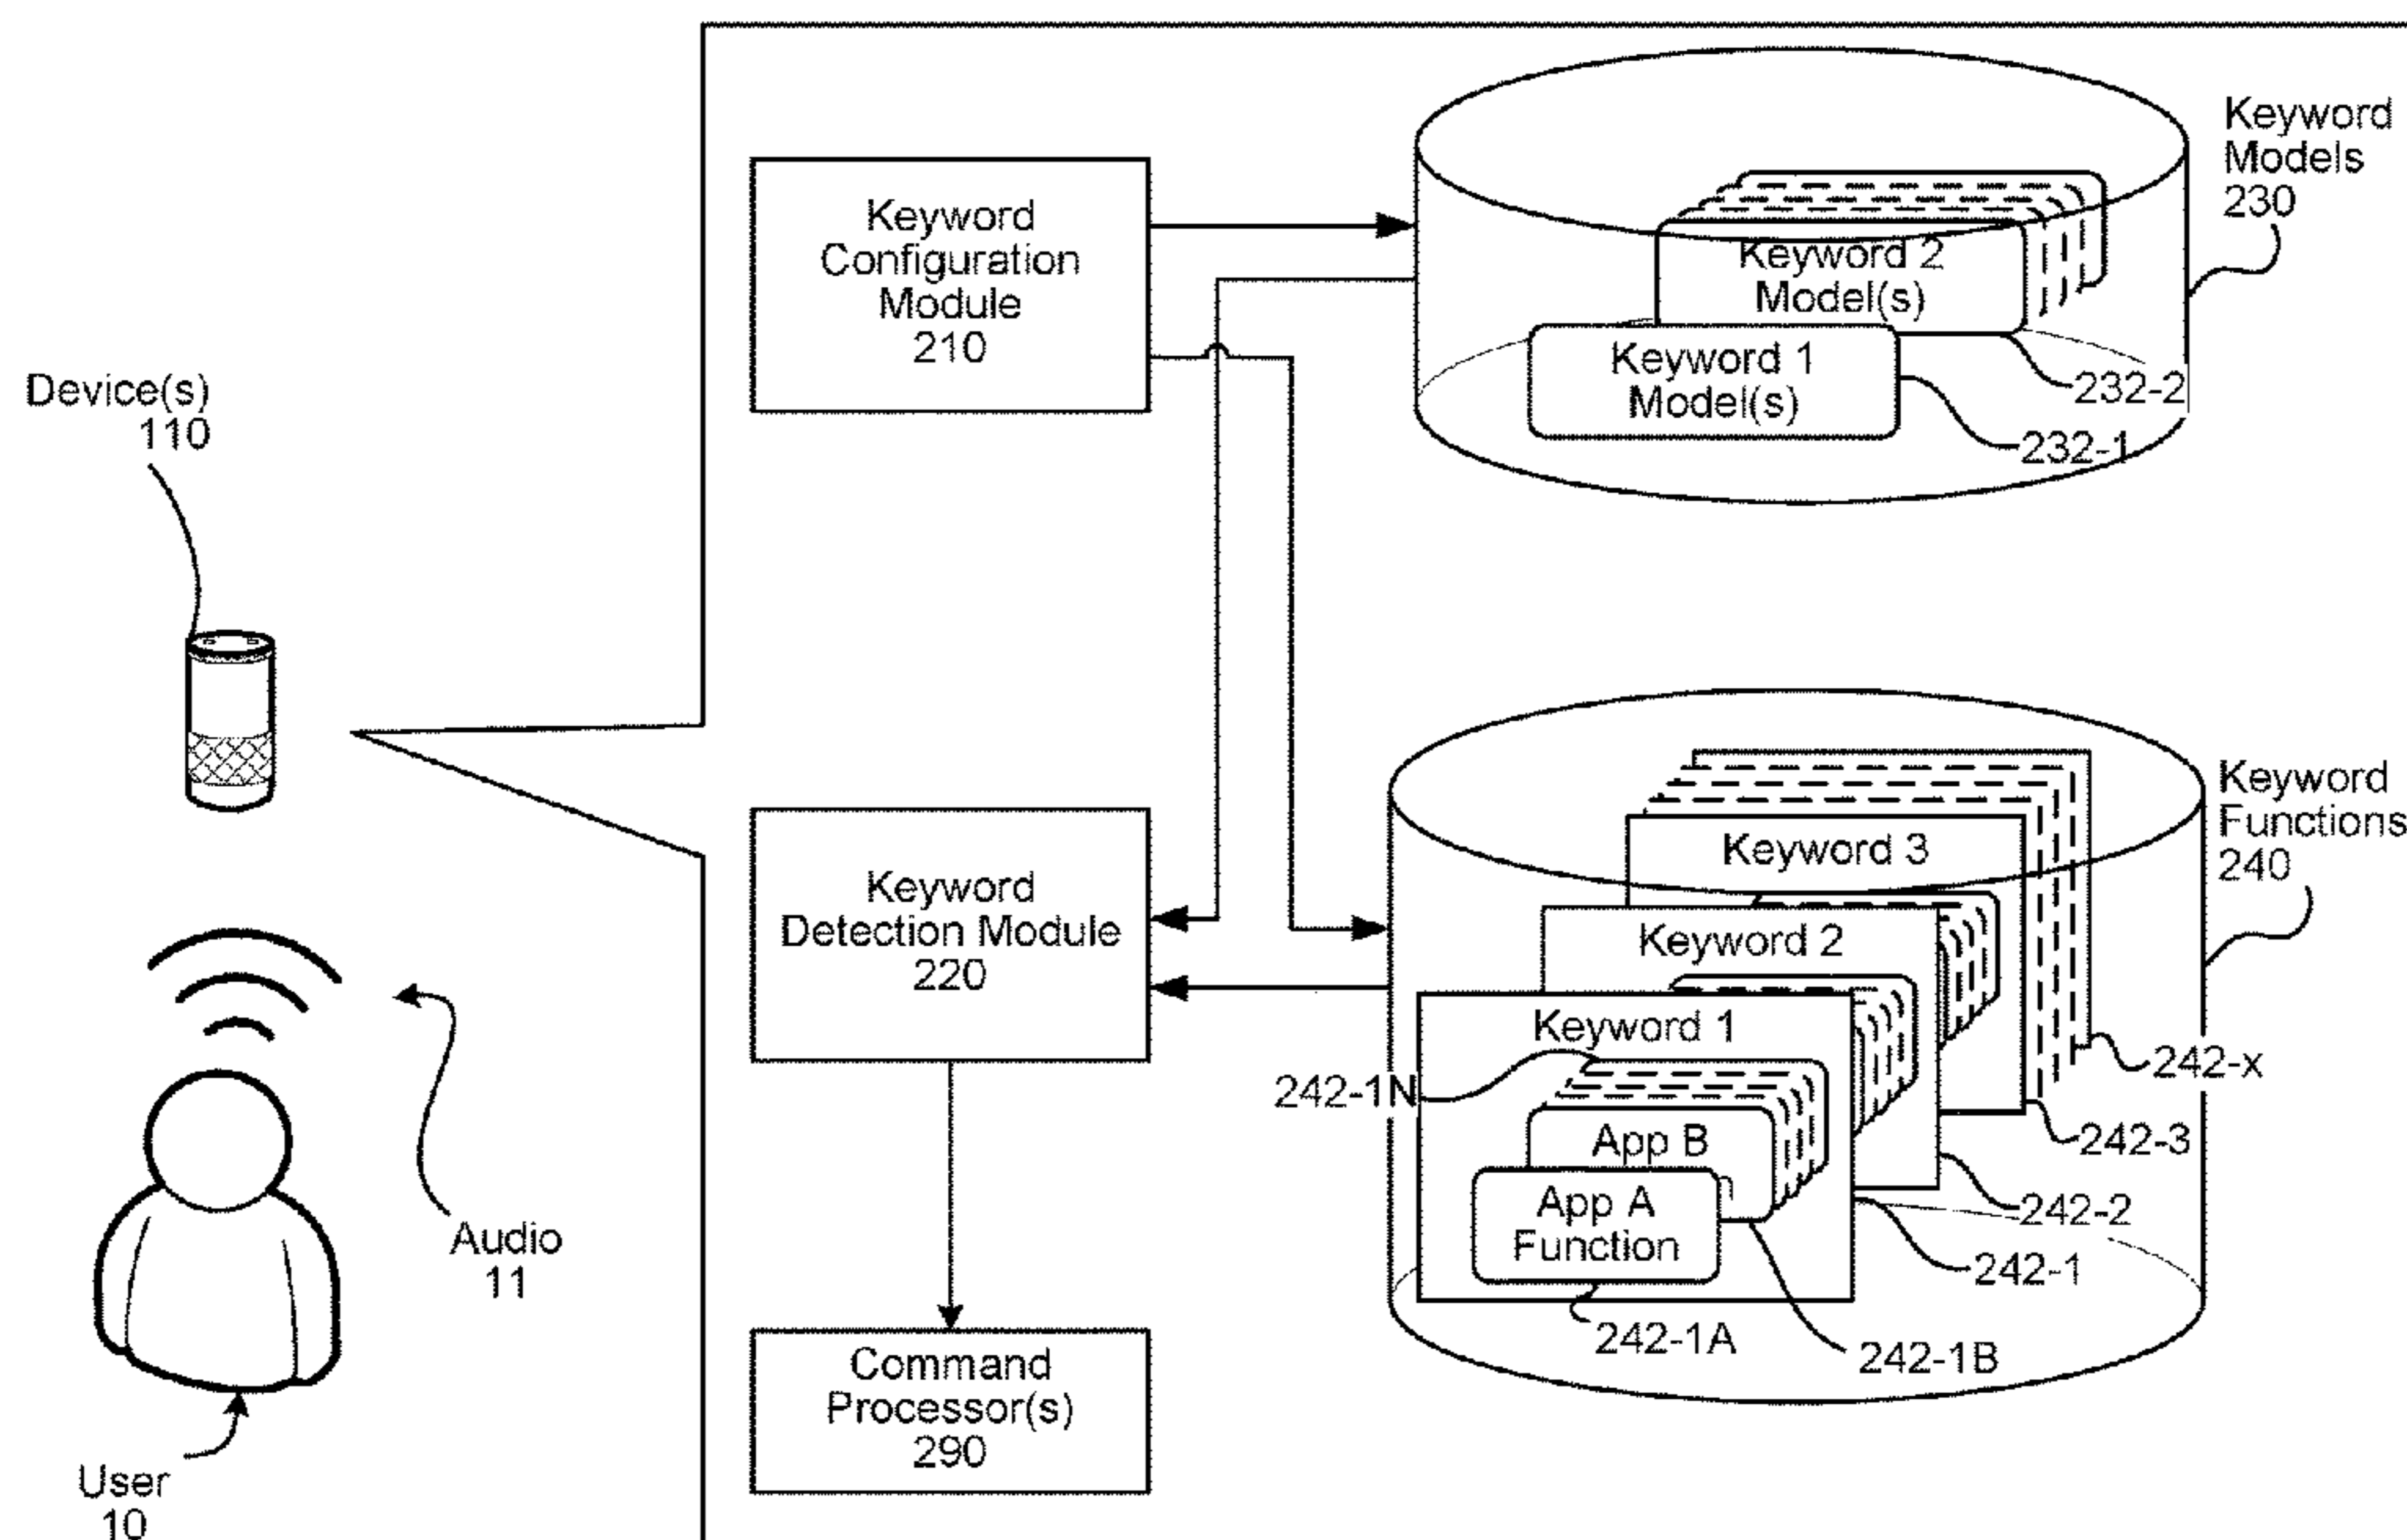 Device(s)
110
Audio
11
User
10
Keyword
Configuration
Module
210
Keyword
Detection Module
220
Command
Processor(s)
290
Keyword
Models
230
Keyword 2
Model(s)
Keyword 1
Model(s)
232-2
232-1
Keyword
Functions
240
Keyword 3
Keyword 2
Keyword 1
App B
App A
Function
242-1N
242-x
242-3
242-2
242-1
242-1A
242-1B